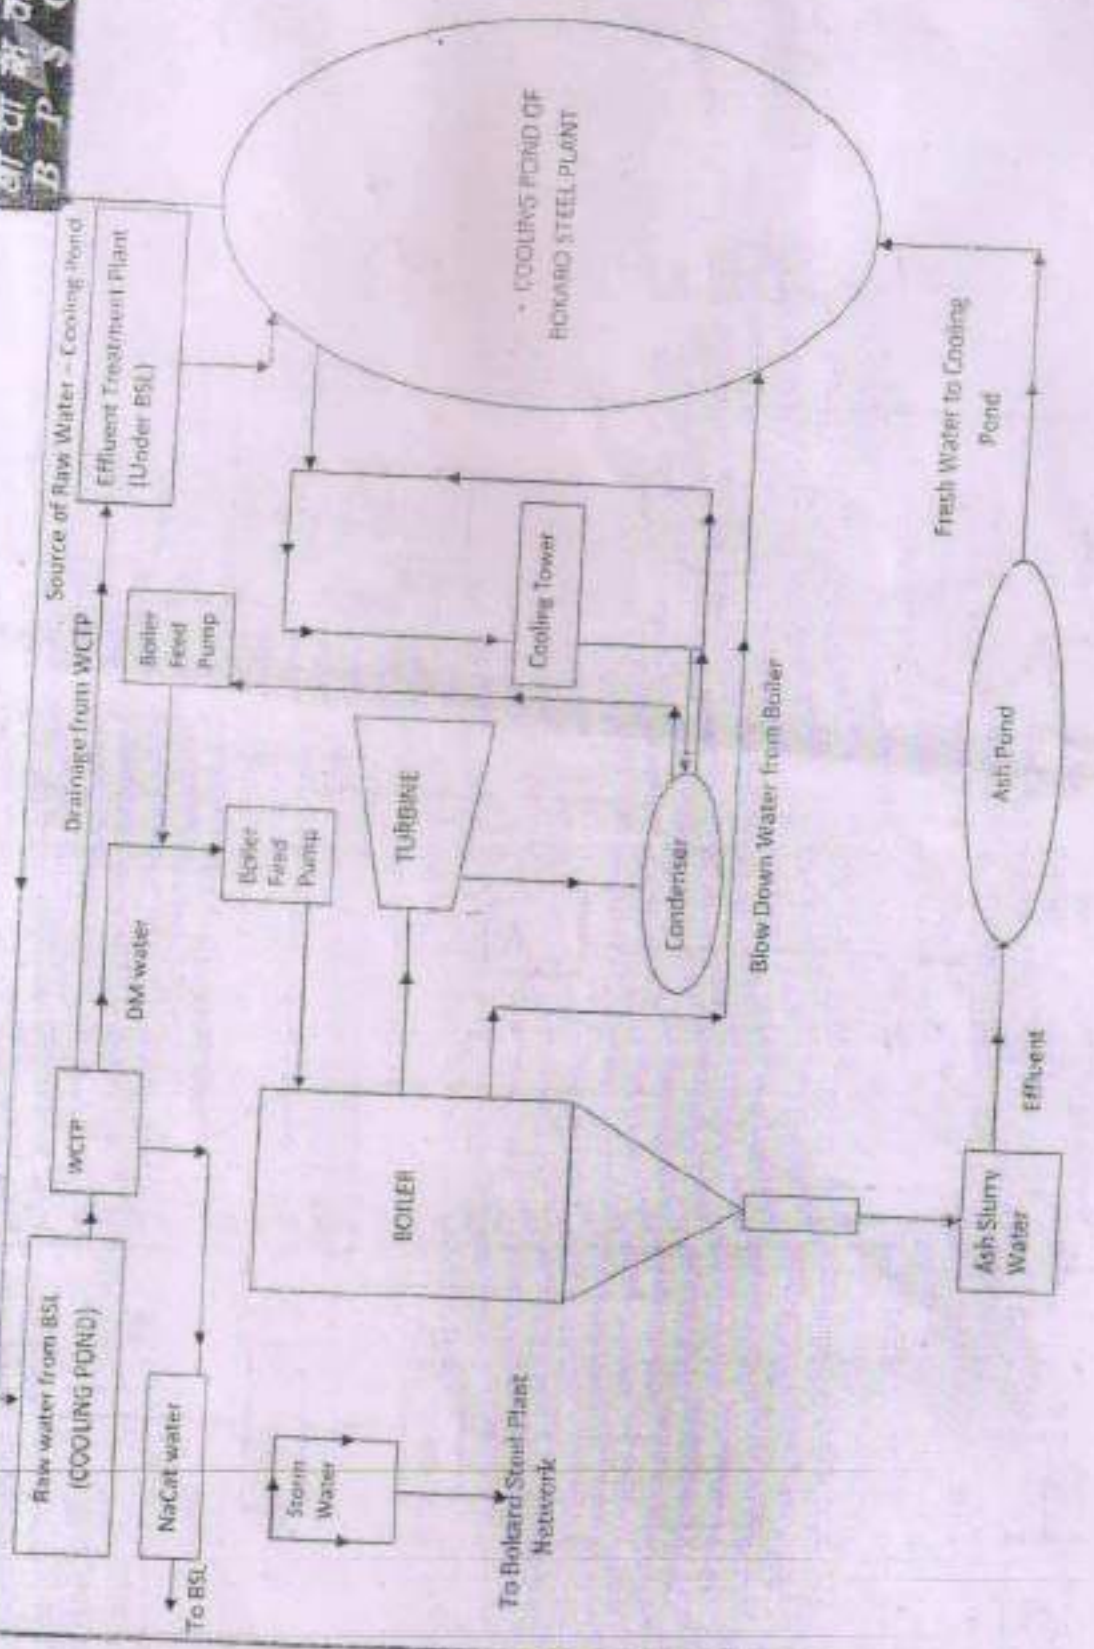 B P S C
Source of Raw Water - Cooling Pond
Raw water from BSL
(COOLING POND)
WCTP
Drainage from WCTP
Effluent Treatment Plant
(Under BSL)
DM water
Boiler
Feed
Pump
NaCat water
To BSL
Boiler
Feed
Pump
Storm
Water
To Bokaro Steel Plant
Network
BOILER
TURBINE
Cooling Tower
Condenser
Blow Down Water from Boiler
COOLING POND OF
BOKARO STEEL PLANT
Ash Slurry
Water
Effluent
Ash Pond
Fresh Water to Cooling
Pond